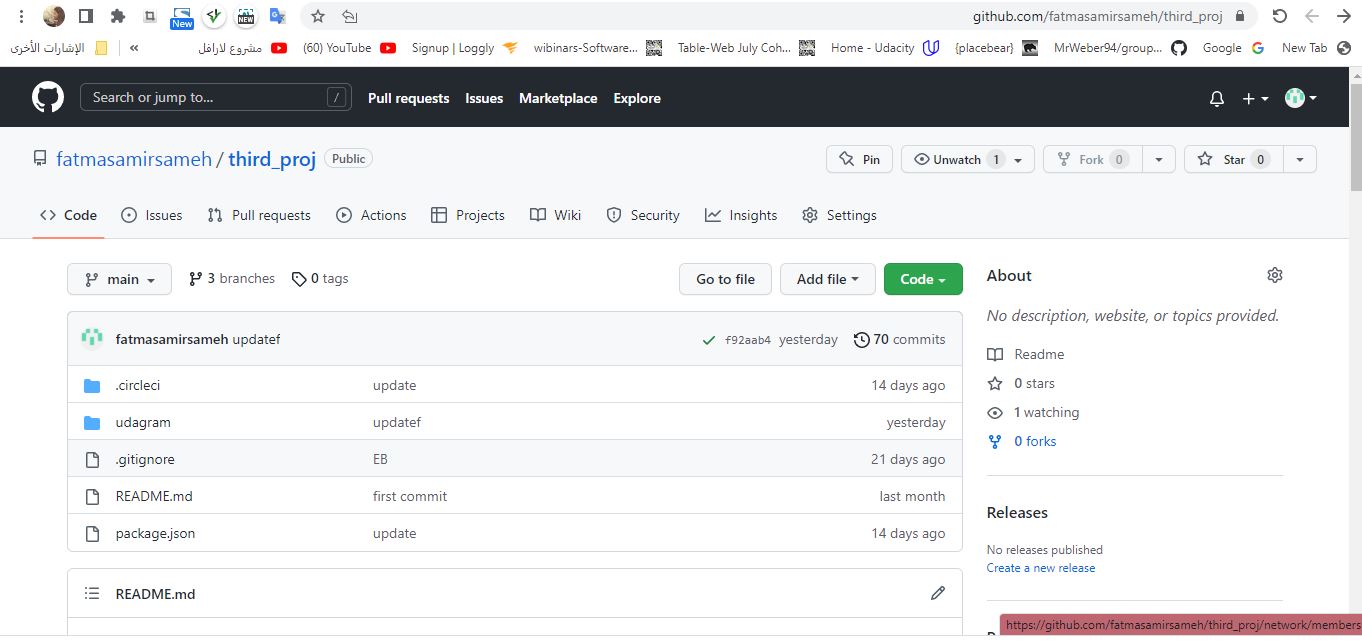 github.com/fatmasamirsameh/third_proj
New
NEW
الإشارات الأخرى
»
مشروع لارافل
(60) YouTube
Signup | Loggly
wibinars-Software...
Table-Web July Coh...
Home - Udacity
{placebear}
MrWeber94/group...
Google
New Tab
Search or jump to...
/
Pull requests
Issues
Marketplace
Explore
fatmasamirsameh / third_proj
Public
Pin
Unwatch 1
Fork 0
Star 0
Code
Issues
Pull requests
Actions
Projects
Wiki
Security
Insights
Settings
main
3 branches
0 tags
Go to file
Add file
Code
fatmasamirsameh updatef
f92aab4 yesterday
70 commits
.circleci update 14 days ago
udagram updatef yesterday
.gitignore EB 21 days ago
README.md first commit last month
package.json update 14 days ago
README.md
About
No description, website, or topics provided.
Readme
0 stars
1 watching
0 forks
Releases
No releases published
Create a new release
https://github.com/fatmasamirsameh/third_proj/network/members